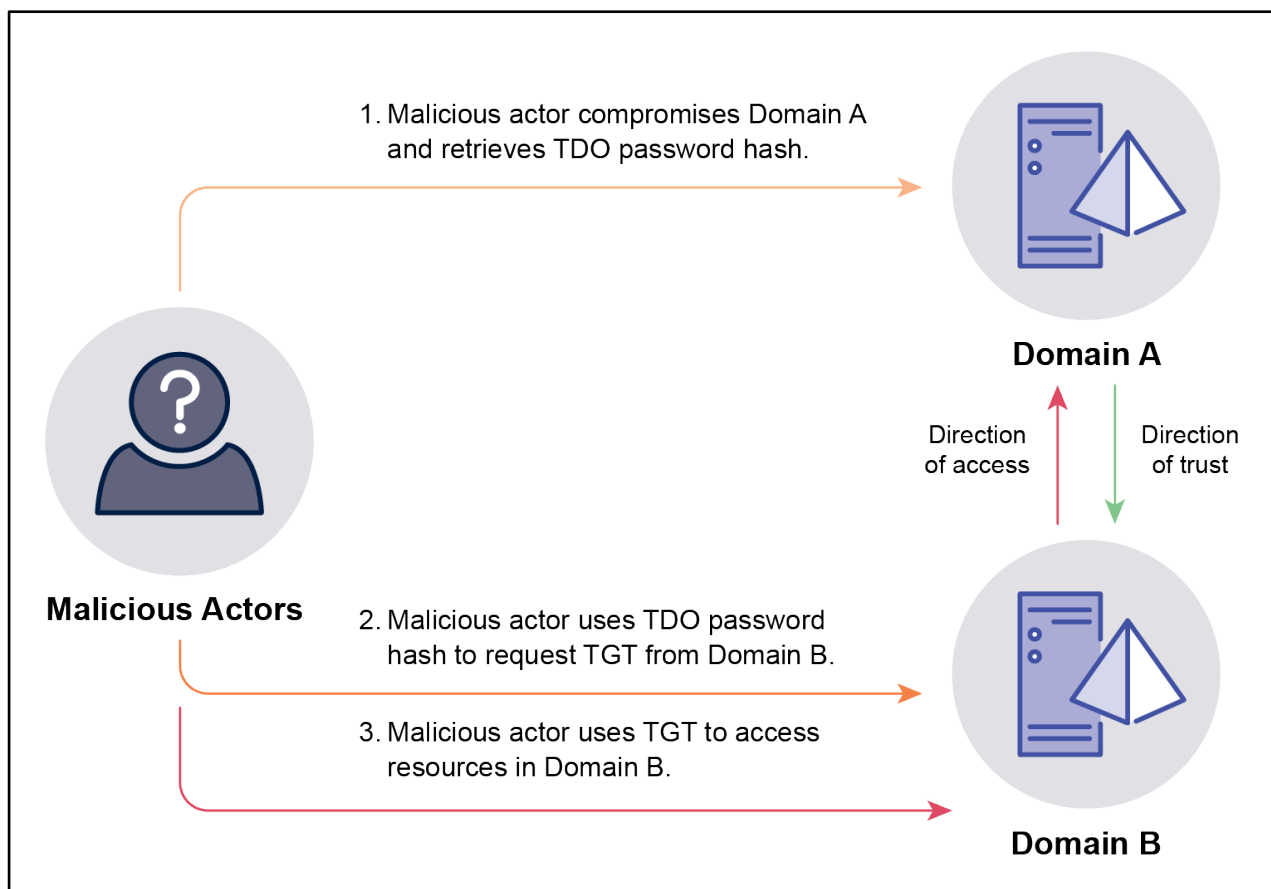 1. Malicious actor compromises Domain A
and retrieves TDO password hash.
Domain A
Direction
of access
Direction
of trust
?
Malicious Actors
2. Malicious actor uses TDO password
hash to request TGT from Domain B.
3. Malicious actor uses TGT to access
resources in Domain B.
Domain B